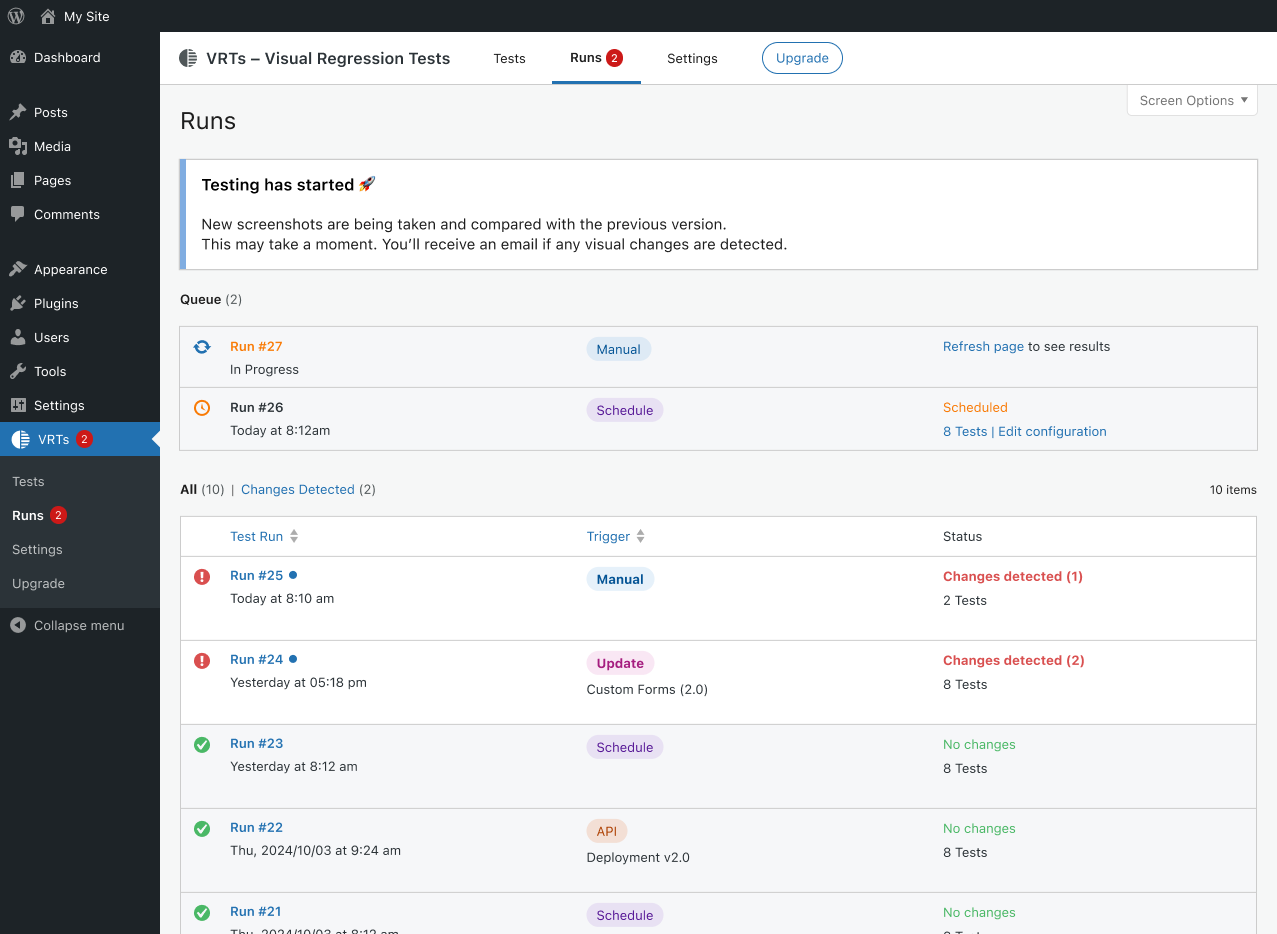 My Site
Dashboard
Posts
Media
Pages
Comments
Appearance
Plugins
Users
Tools
Settings
VRTs 2
Tests
Runs 2
Settings
Upgrade
Collapse menu
VRTs – Visual Regression Tests
Tests
Runs 2
Settings
Upgrade
Screen Options
Runs
Testing has started 🚀
New screenshots are being taken and compared with the previous version.
This may take a moment. You’ll receive an email if any visual changes are detected.
Queue (2)
Run #27 Manual Refresh page to see results
In Progress
Run #26 Schedule Scheduled
Today at 8:12am 8 Tests | Edit configuration
All (10) | Changes Detected (2) 10 items
Test Run Trigger Status
Run #25 Manual Changes detected (1)
Today at 8:10 am 2 Tests
Run #24 Update Changes detected (2)
Yesterday at 05:18 pm Custom Forms (2.0) 8 Tests
Run #23 Schedule No changes
Yesterday at 8:12 am 8 Tests
Run #22 API No changes
Thu, 2024/10/03 at 9:24 am Deployment v2.0 8 Tests
Run #21 Schedule No changes
Thu, 2024/10/03 at 8:12 am